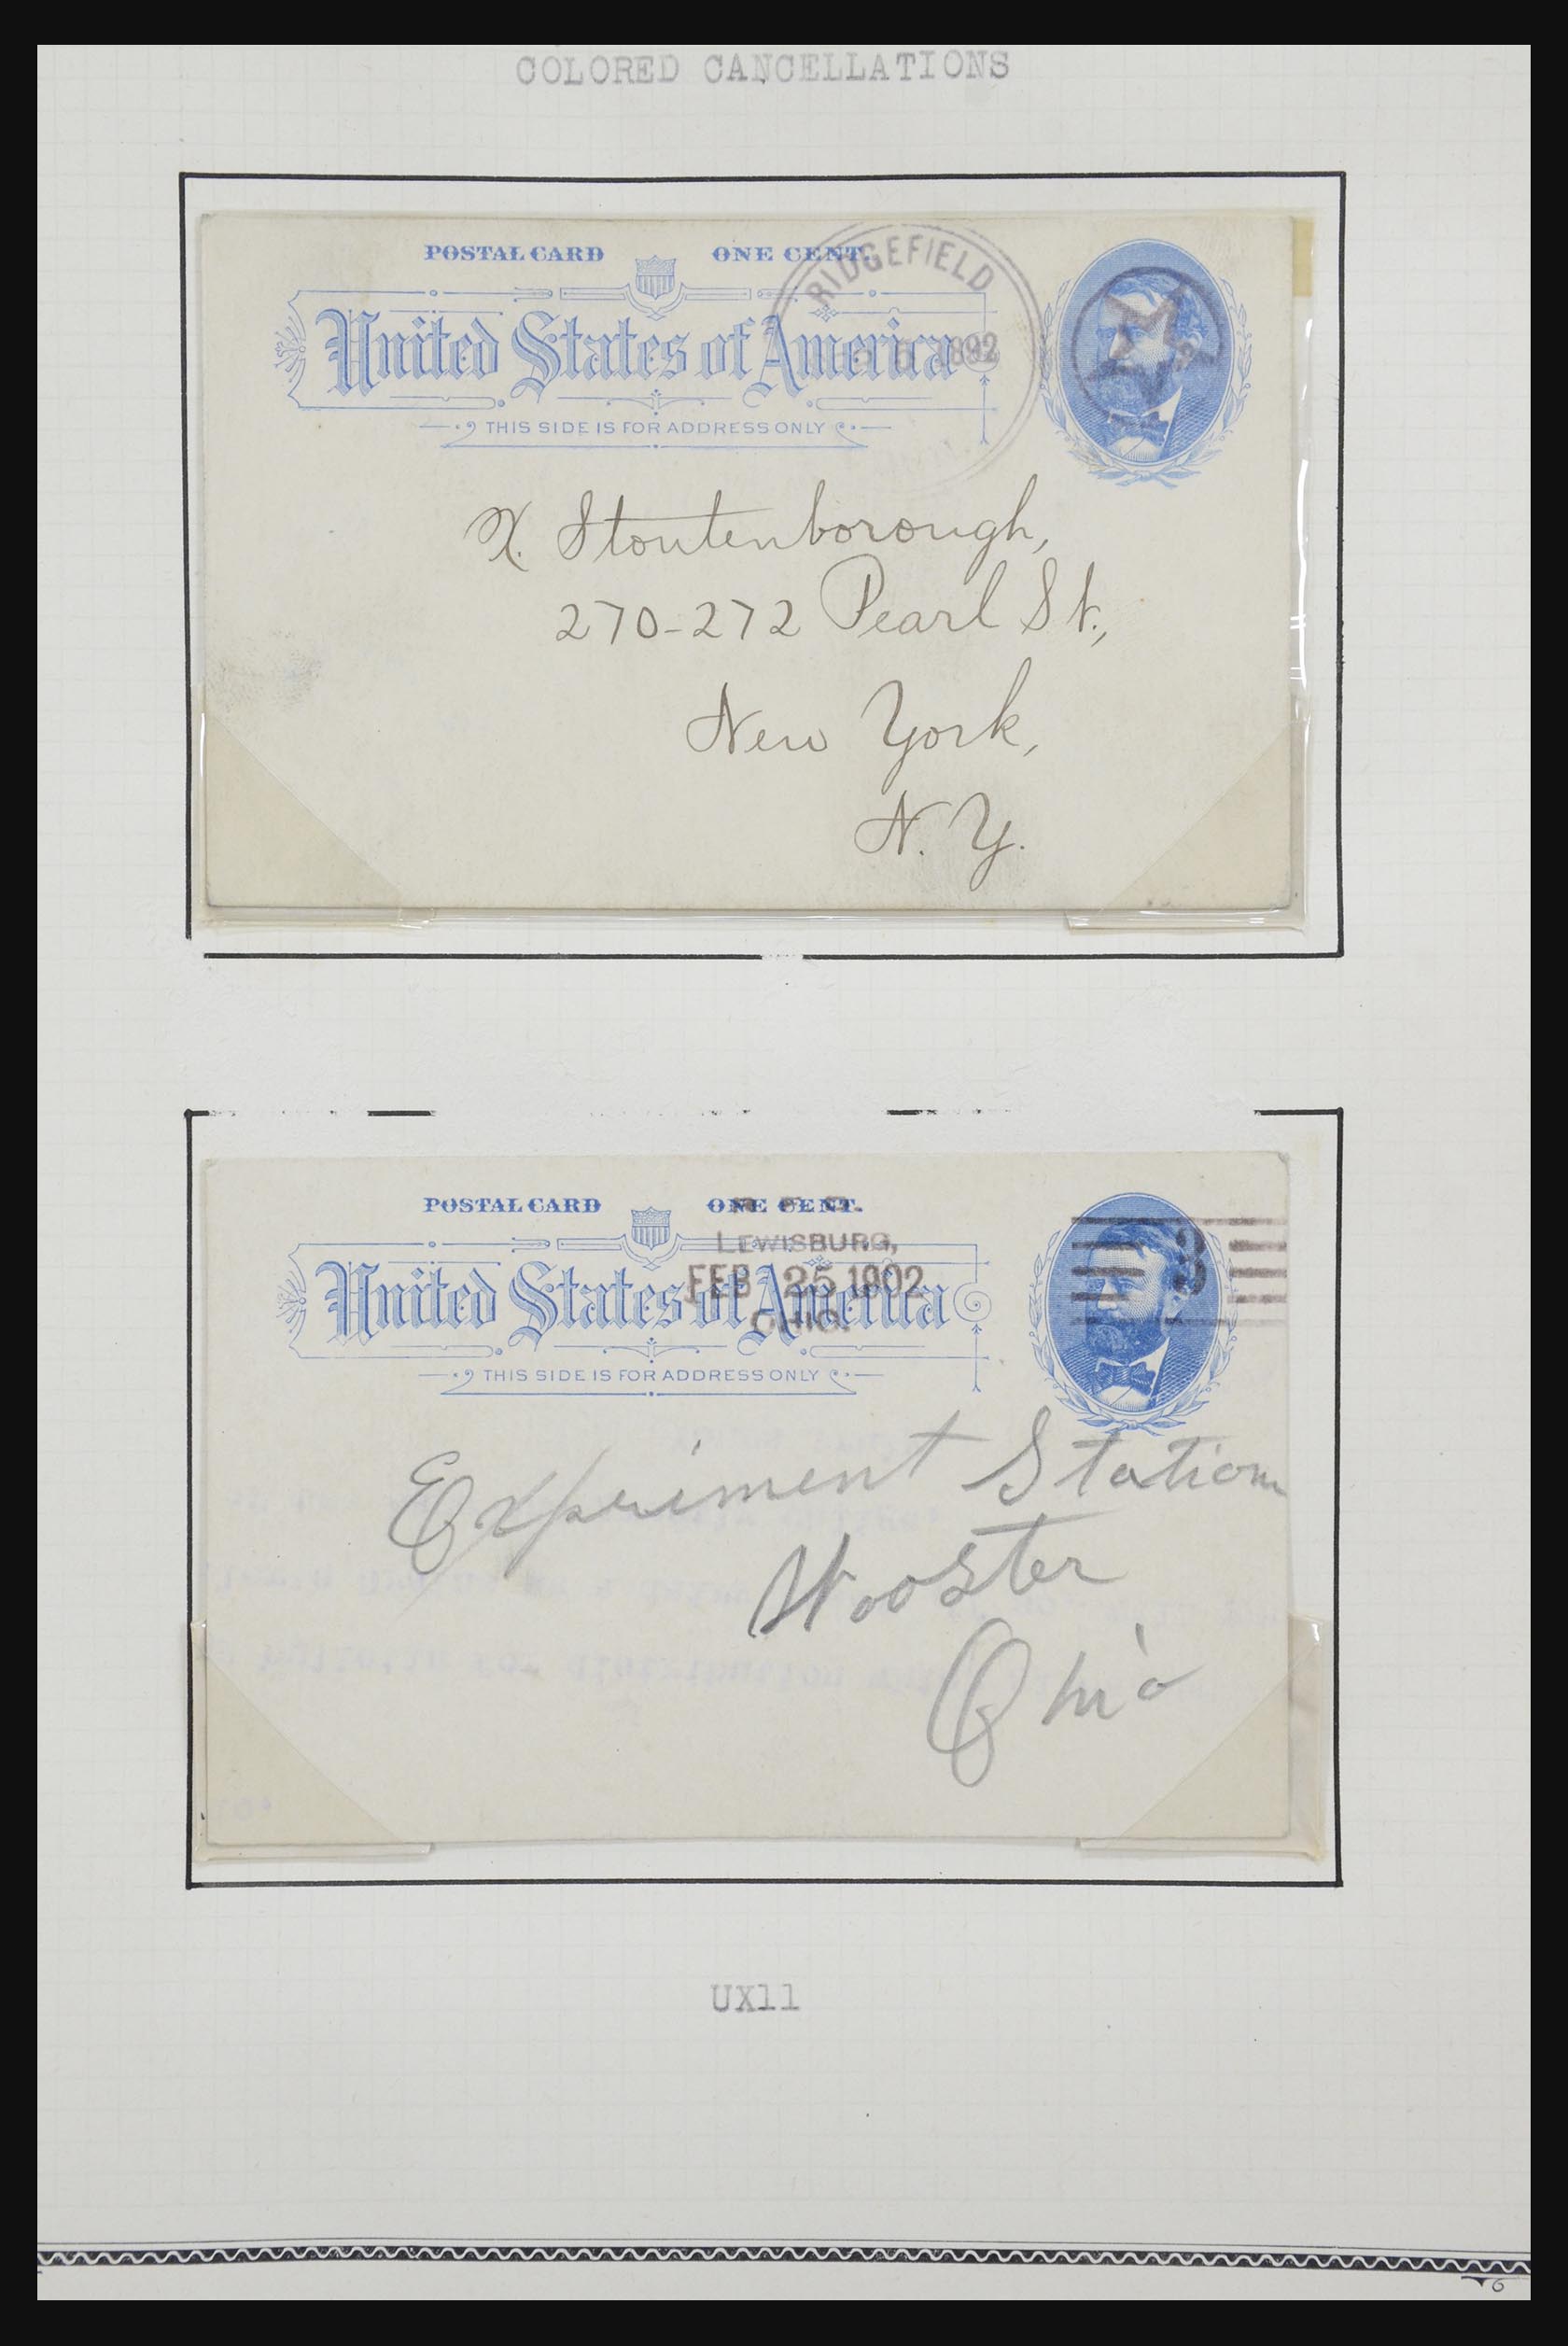 COLORED CANCELLATIONS
POSTAL CARD ONE CENT.
RIDGEFIELD
1892
United States of America
THIS SIDE IS FOR ADDRESS ONLY
X. Stoutenborough,
270-272 Pearl St.,
New York,
N. Y.
POSTAL CARD ONE CENT.
LEWISBURG,
FEB 25 1902
OHIO.
3
United States of America
THIS SIDE IS FOR ADDRESS ONLY
Experiment Station
Wooster
Ohio
UX11